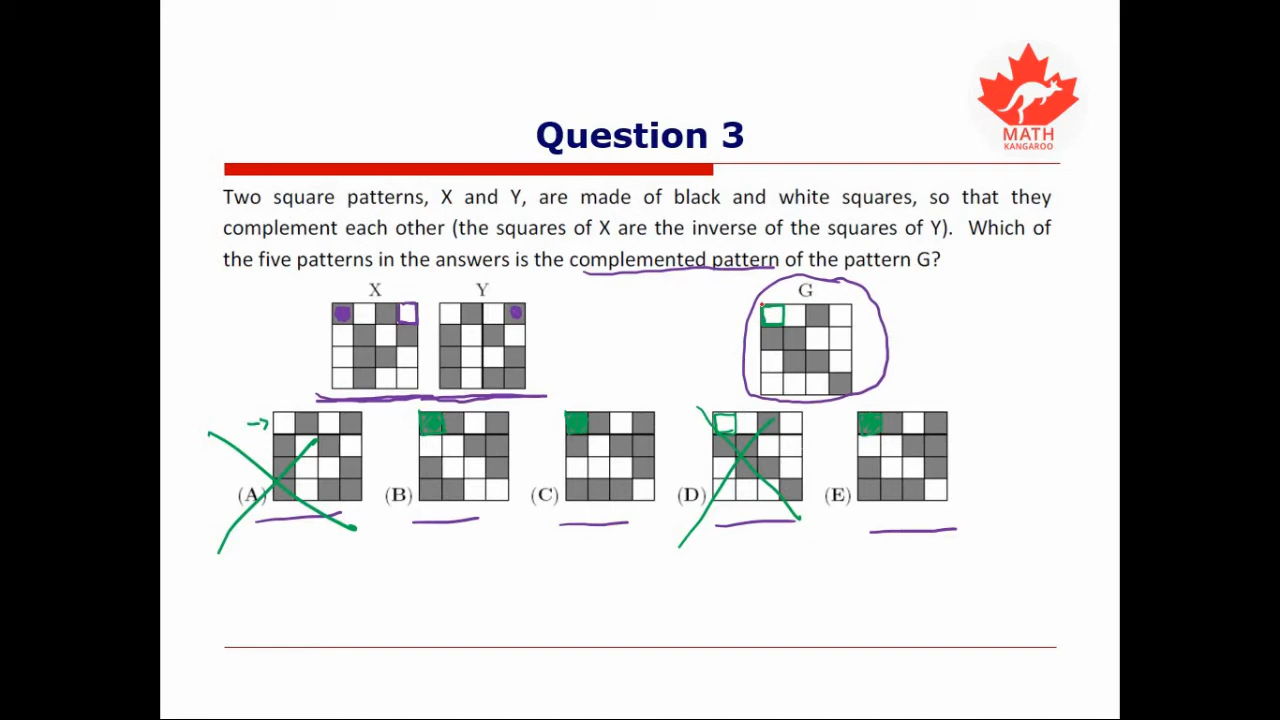 MATH
KANGAROO
Question 3
Two square patterns, X and Y, are made of black and white squares, so that they
complement each other (the squares of X are the inverse of the squares of Y). Which of
the five patterns in the answers is the complemented pattern of the pattern G?
X Y G
(A) (B) (C) (D) (E)